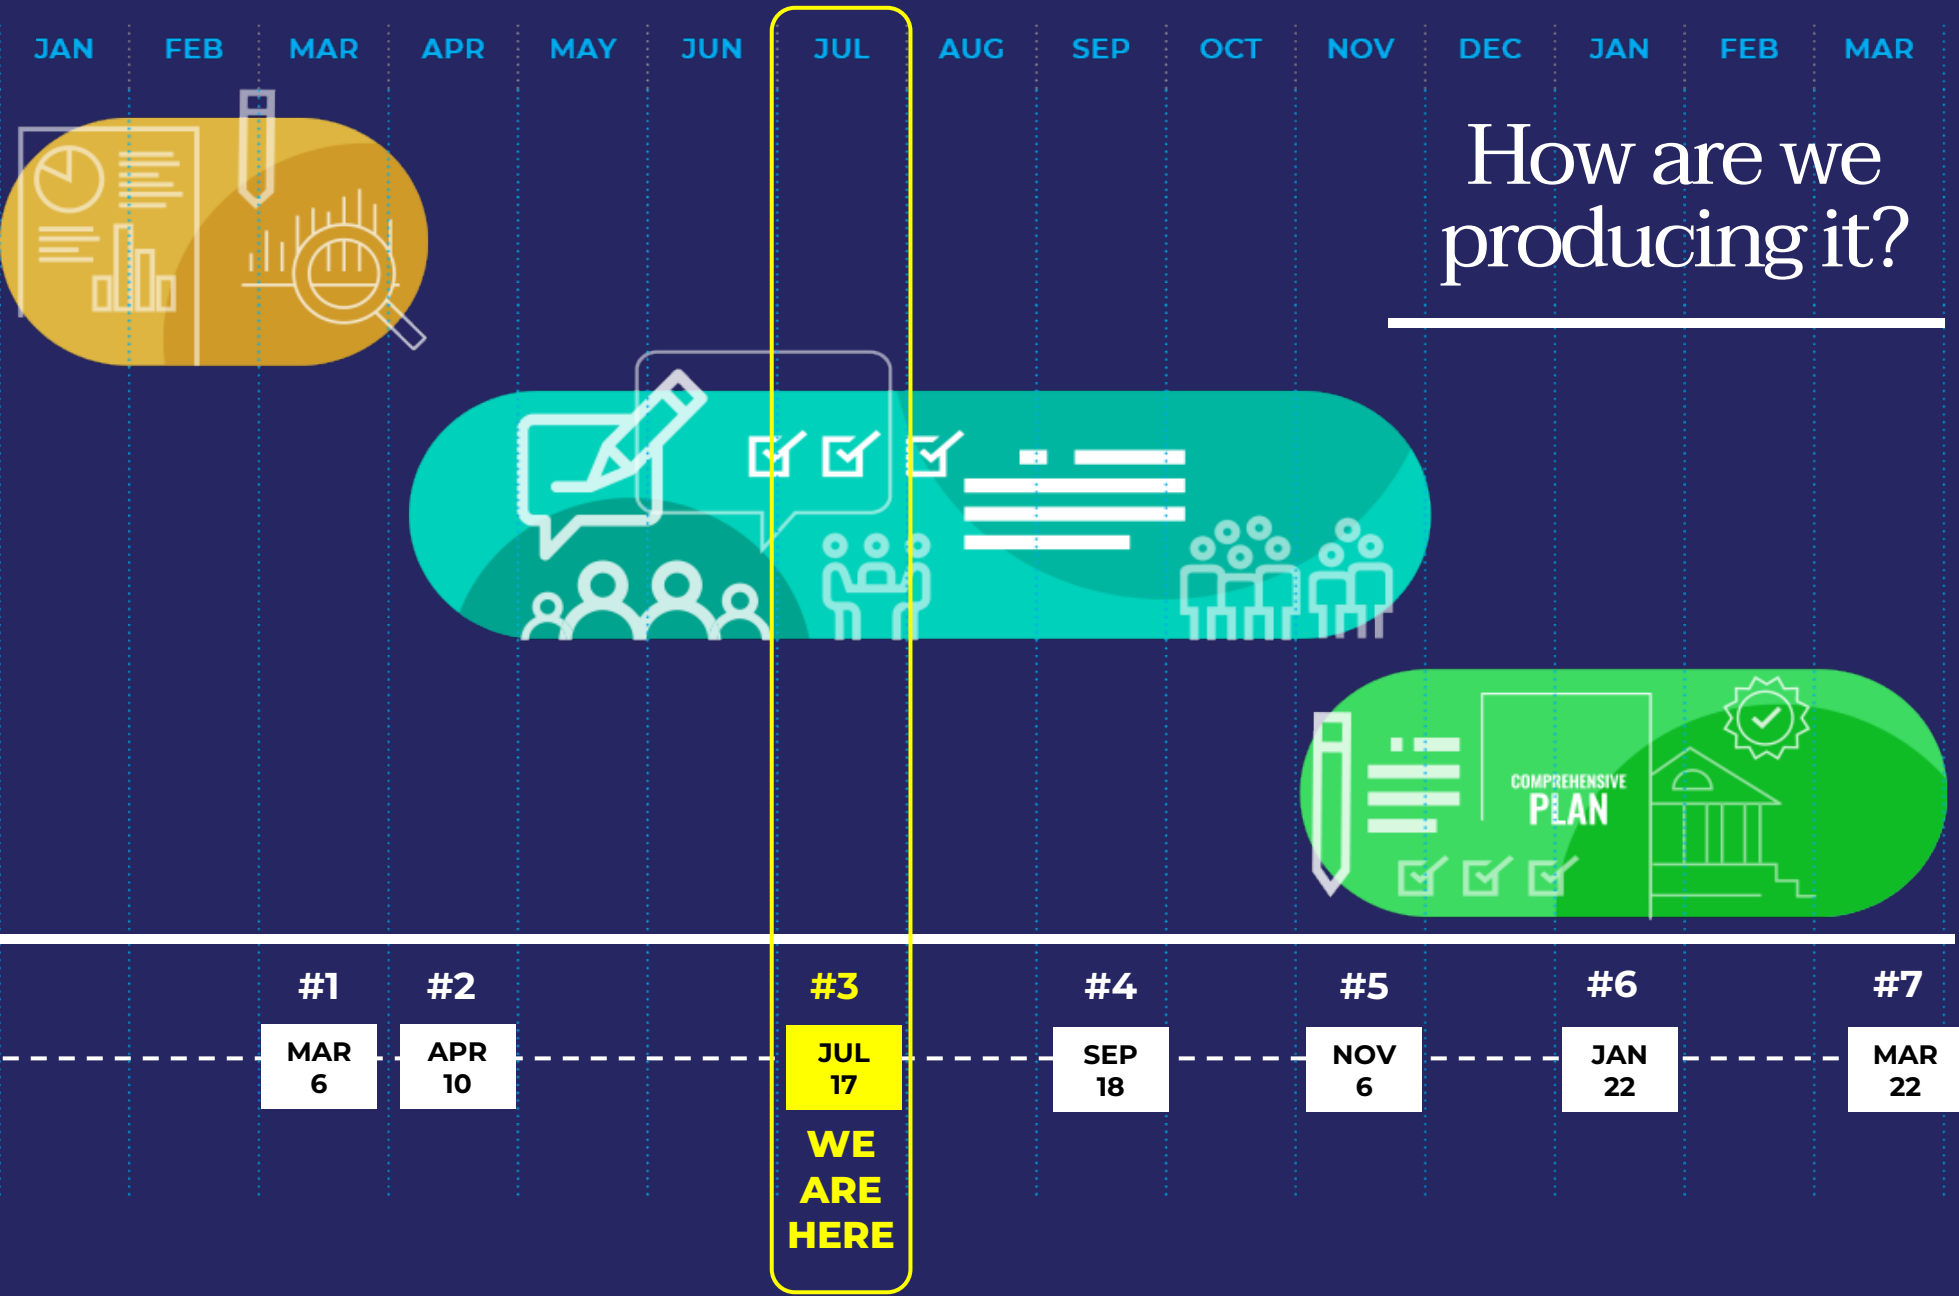 JAN FEB MAR APR MAY JUN JUL AUG SEP OCT NOV DEC JAN FEB MAR
How are we
producing it?
COMPREHENSIVE
PLAN
#1 #2 #3 #4 #5 #6 #7
MAR APR JUL SEP NOV JAN MAR
6 10 17 18 6 22 22
WE
ARE
HERE